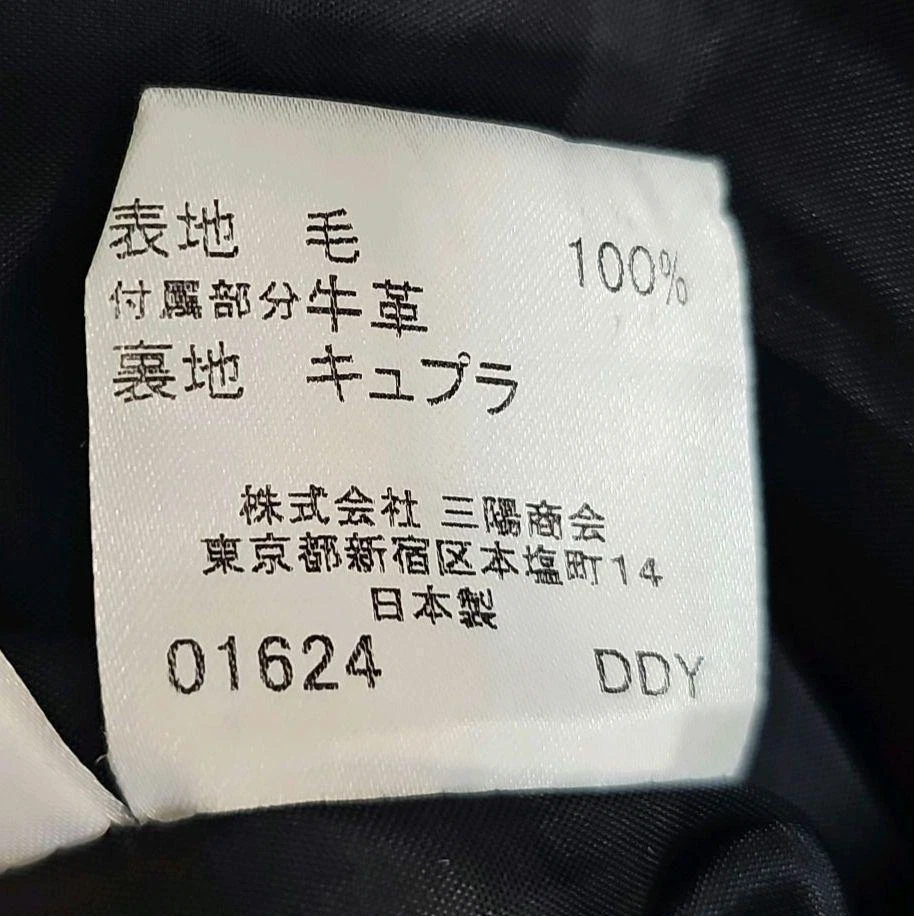 表地 毛 100%
付属部分牛革
裏地 キュプラ
株式会社 三陽商会
東京都新宿区本塩町14
日本製
01624 DDY